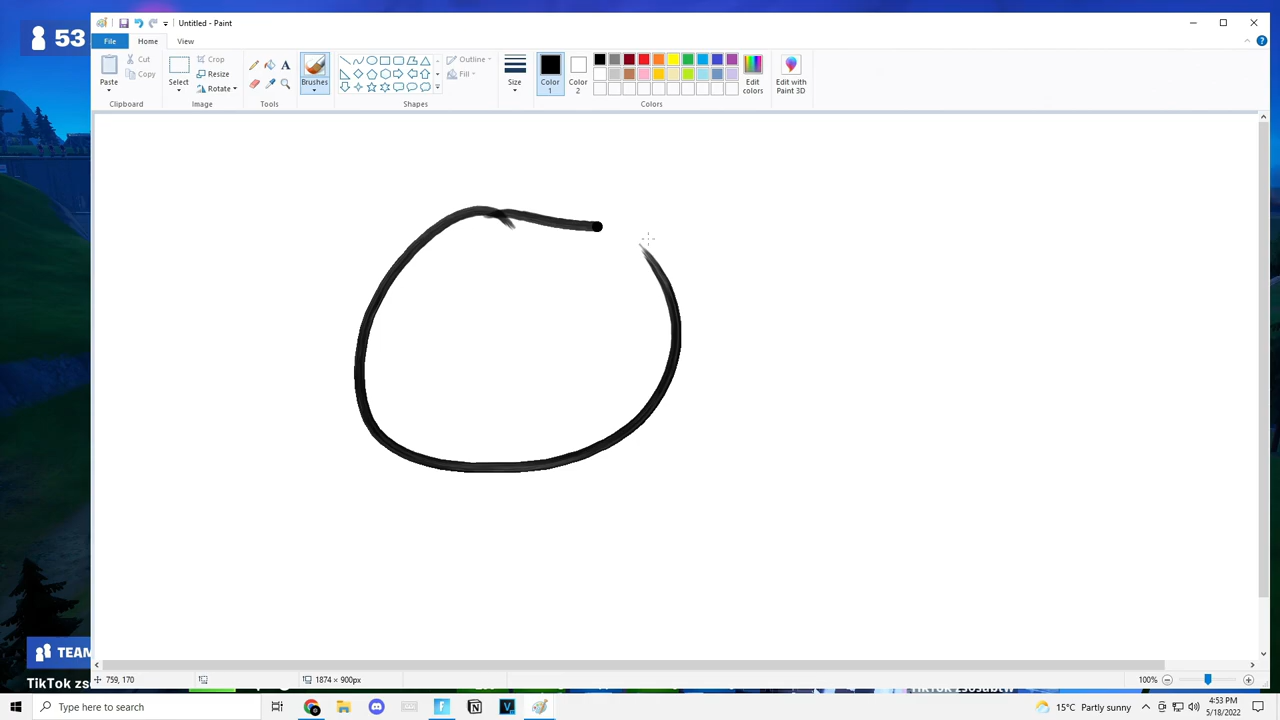 53
Untitled - Paint
File Home View
Paste
Cut
Copy
Clipboard
Select
Crop
Resize
Rotate
Image
A
Tools
Brushes
Outline
Fill
Shapes
Size
Color 1
Color 2
Edit colors
Colors
Edit with Paint 3D
TEAM
TikTok zs
759, 170
1874 × 900px
100%
Type here to search
15°C Partly sunny
4:53 PM
5/18/2022